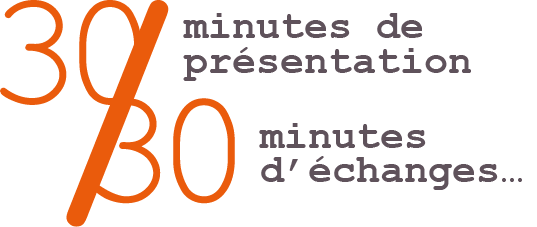 30 minutes de
présentation
30 minutes
d’échanges…